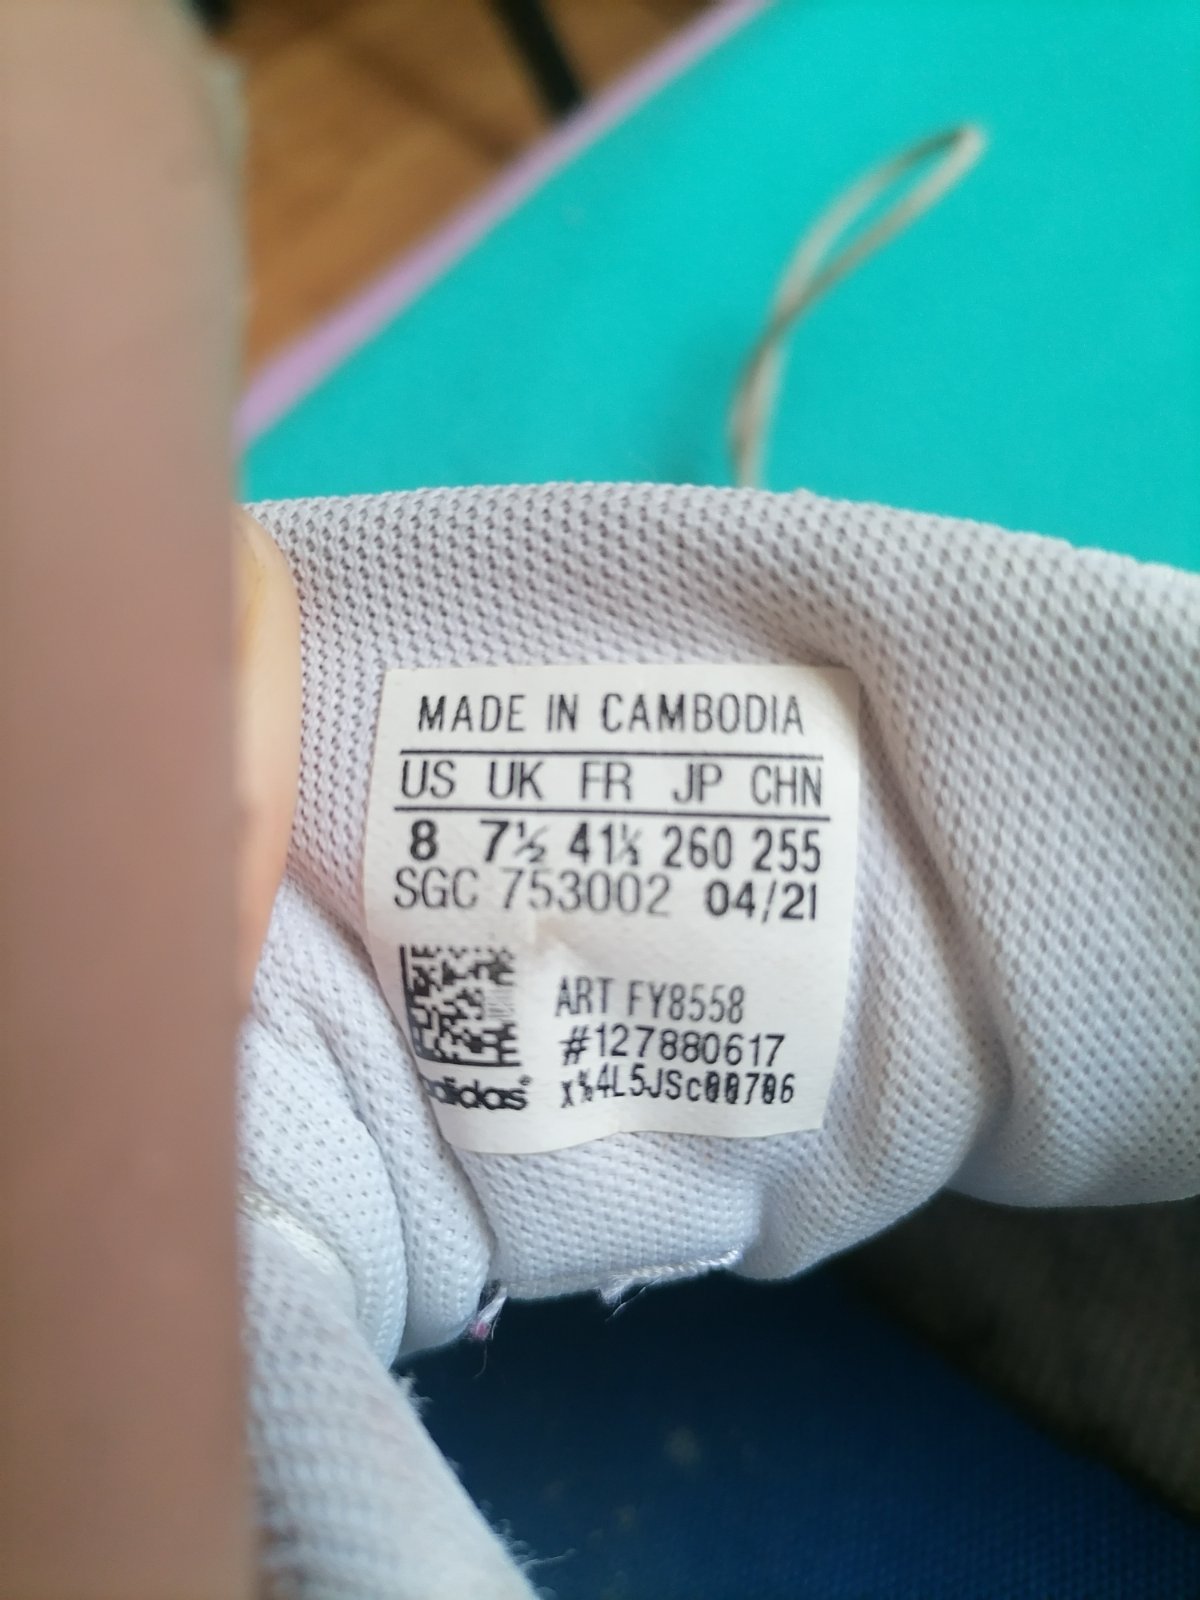 MADE IN CAMBODIA
US UK FR JP CHN
8 7½ 41⅓ 260 255
SGC 753002 04/21
ART FY8558
#127880617
adidas®